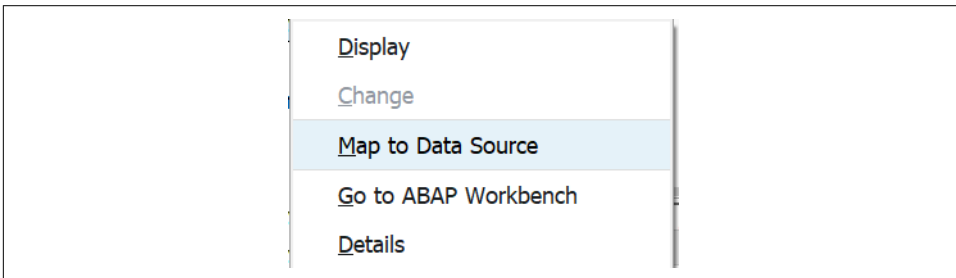 Display
Change
Map to Data Source
Go to ABAP Workbench
Details